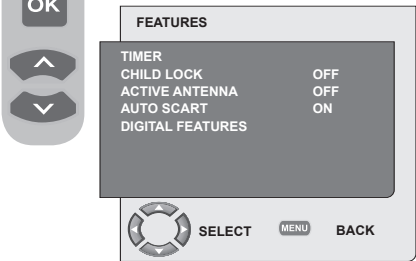 OK
FEATURES
TIMER
CHILD LOCK OFF
ACTIVE ANTENNA OFF
AUTO SCART ON
DIGITAL FEATURES
SELECT MENU BACK